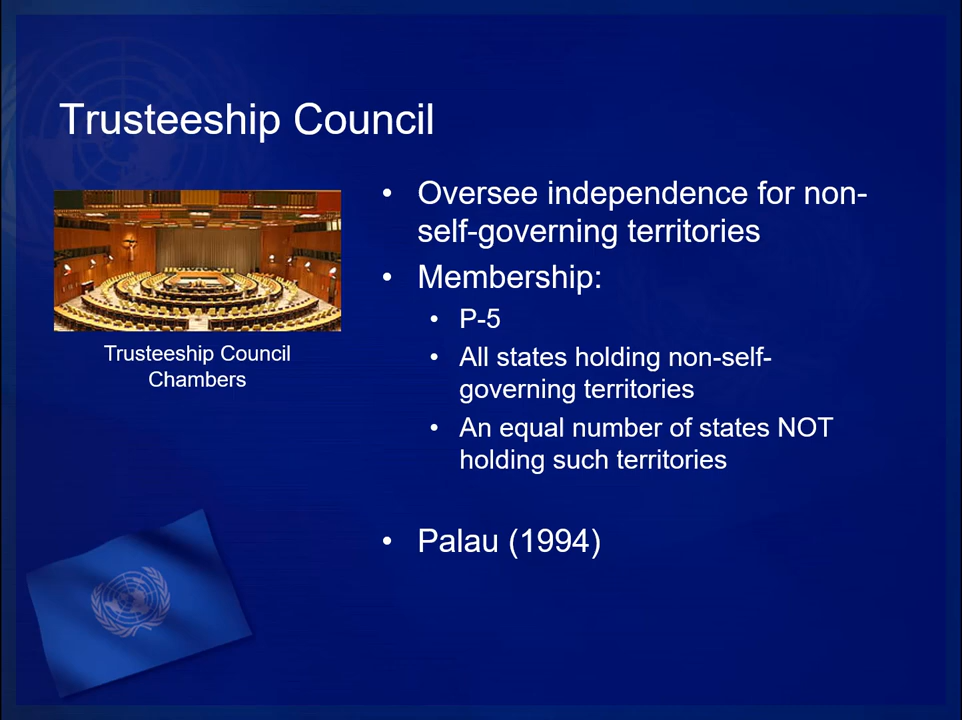 Trusteeship Council
Trusteeship Council
Chambers
• Oversee independence for non-
self-governing territories
• Membership:
• P-5
• All states holding non-self-
governing territories
• An equal number of states NOT
holding such territories
• Palau (1994)